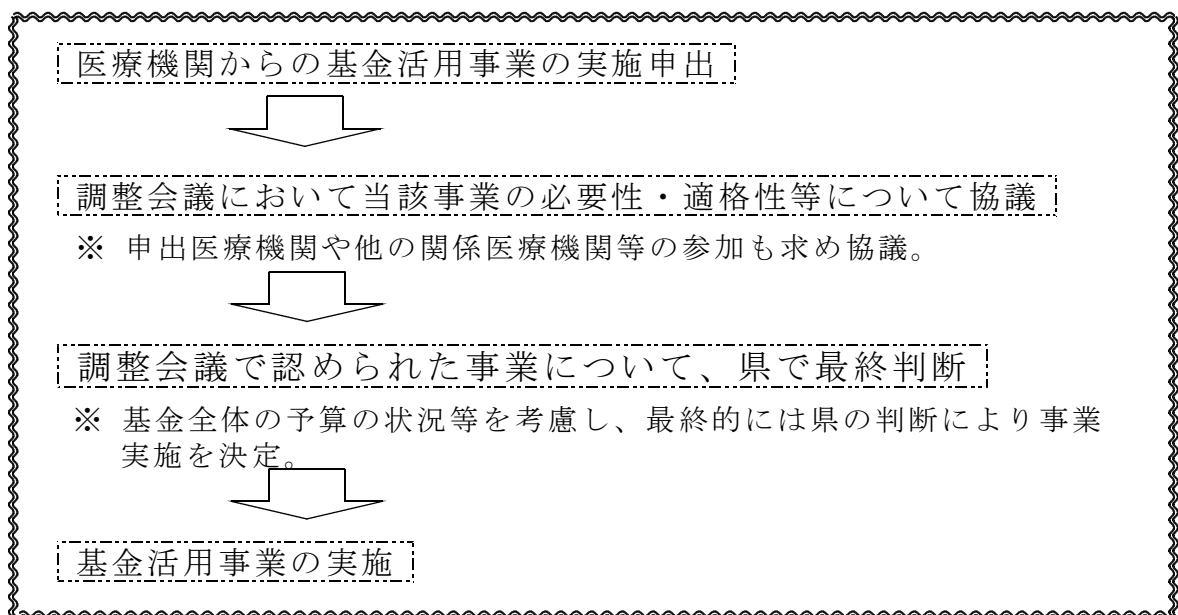 医療機関からの基金活用事業の実施申出
調整会議において当該事業の必要性・適格性等について協議
※ 申出医療機関や他の関係医療機関等の参加も求め協議。
調整会議で認められた事業について、県で最終判断
※ 基金全体の予算の状況等を考慮し、最終的には県の判断により事業
実施を決定。
基金活用事業の実施